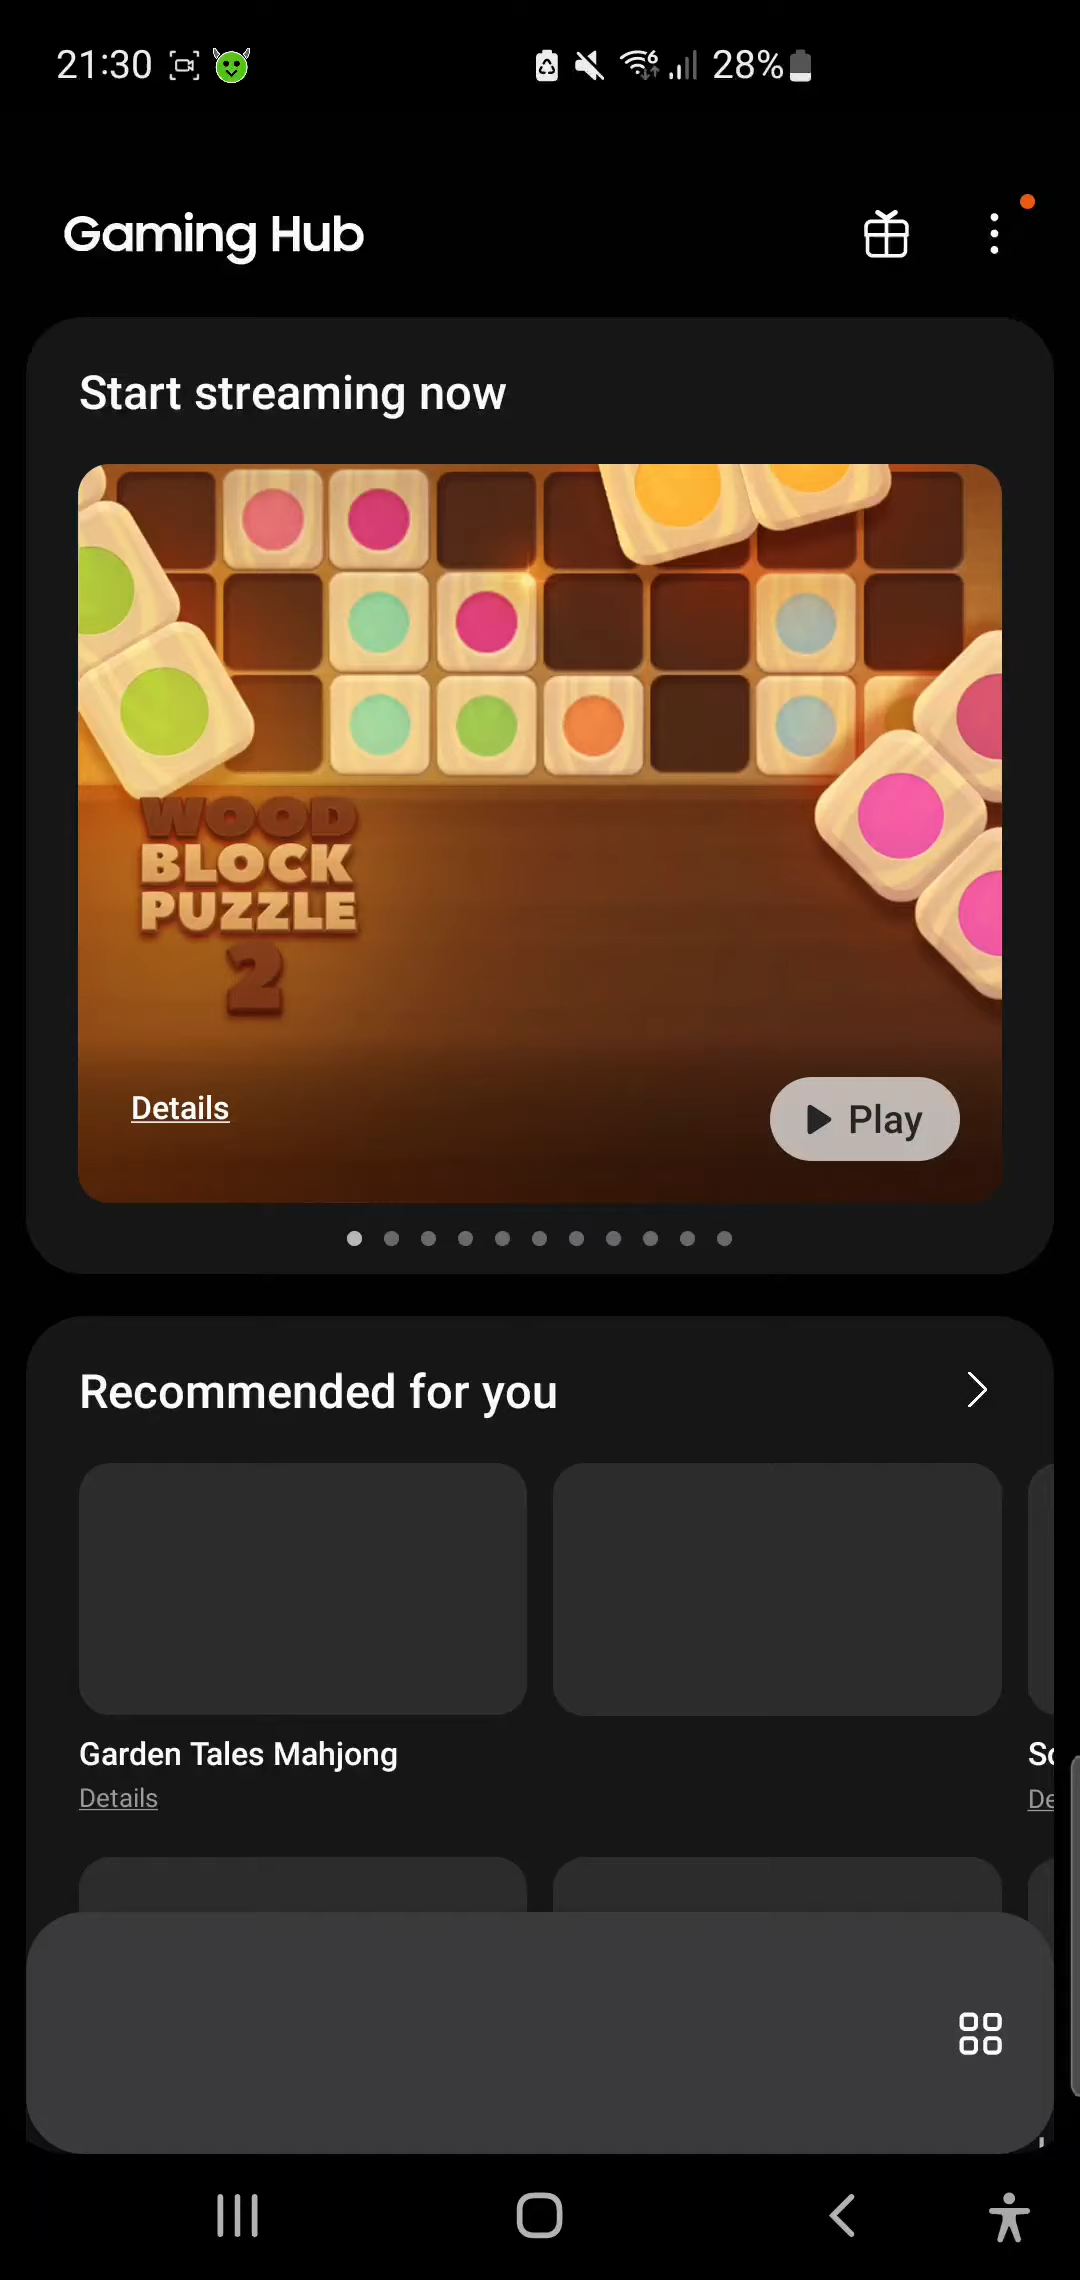 21:30
28%
Gaming Hub
Start streaming now
WOOD
BLOCK
PUZZLE
2
Details
Play
Recommended for you
Garden Tales Mahjong
Details